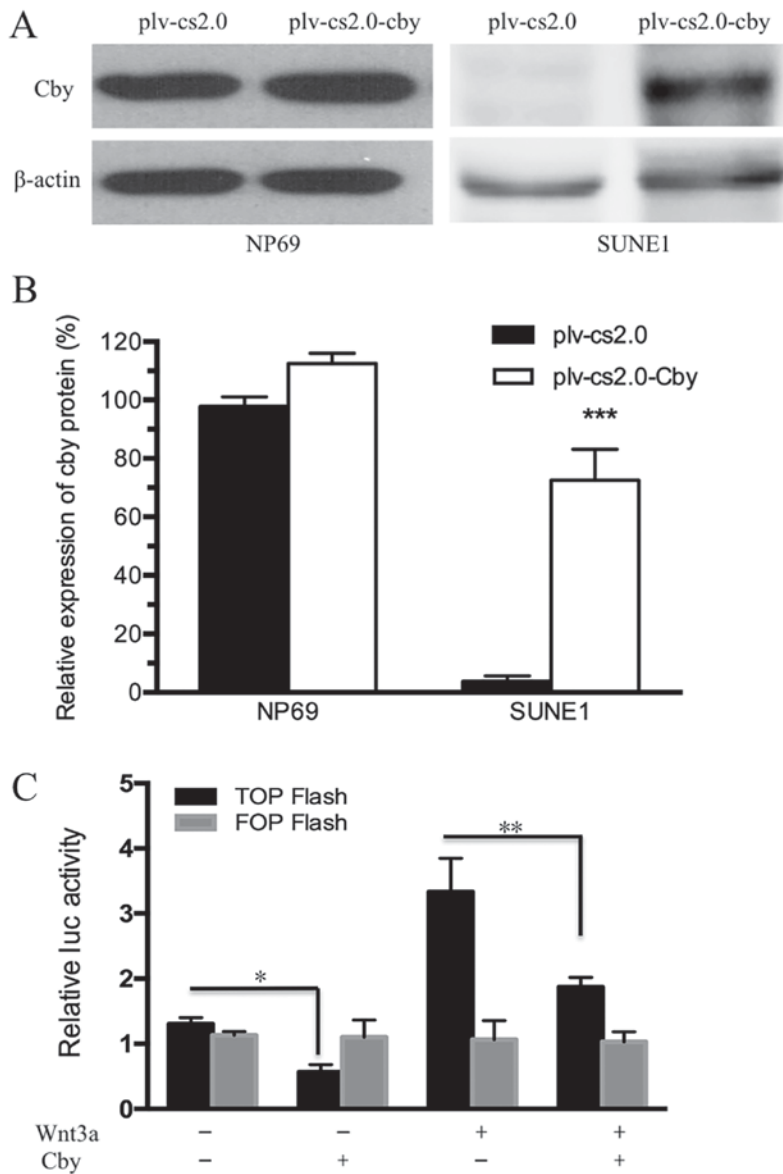 A
plv-cs2.0 plv-cs2.0-cby plv-cs2.0 plv-cs2.0-cby
Cby
β-actin
NP69 SUNE1
B
Relative expression of cby protein (%)
120
100
80
60
40
20
0
plv-cs2.0
plv-cs2.0-Cby
***
NP69 SUNE1
C
Relative luc activity
5
4
3
2
1
0
TOP Flash
FOP Flash
*
**
Wnt3a – – + +
Cby – + – +